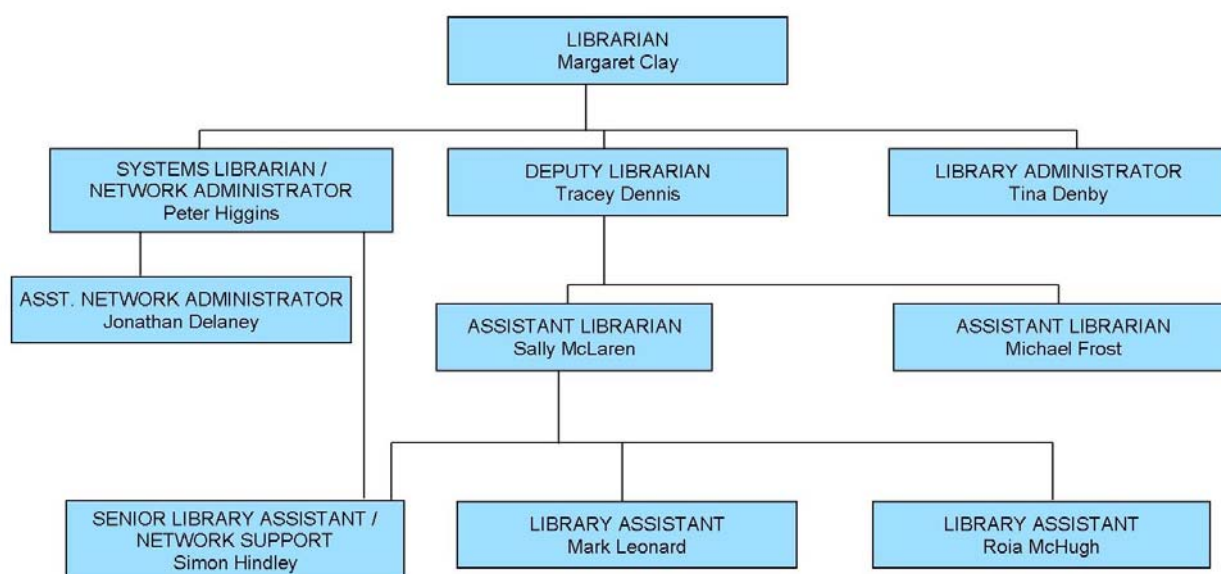 LIBRARIAN
Margaret Clay
SYSTEMS LIBRARIAN /
NETWORK ADMINISTRATOR
Peter Higgins
DEPUTY LIBRARIAN
Tracey Dennis
LIBRARY ADMINISTRATOR
Tina Denby
ASST. NETWORK ADMINISTRATOR
Jonathan Delaney
ASSISTANT LIBRARIAN
Sally McLaren
ASSISTANT LIBRARIAN
Michael Frost
SENIOR LIBRARY ASSISTANT /
NETWORK SUPPORT
Simon Hindley
LIBRARY ASSISTANT
Mark Leonard
LIBRARY ASSISTANT
Roia McHugh